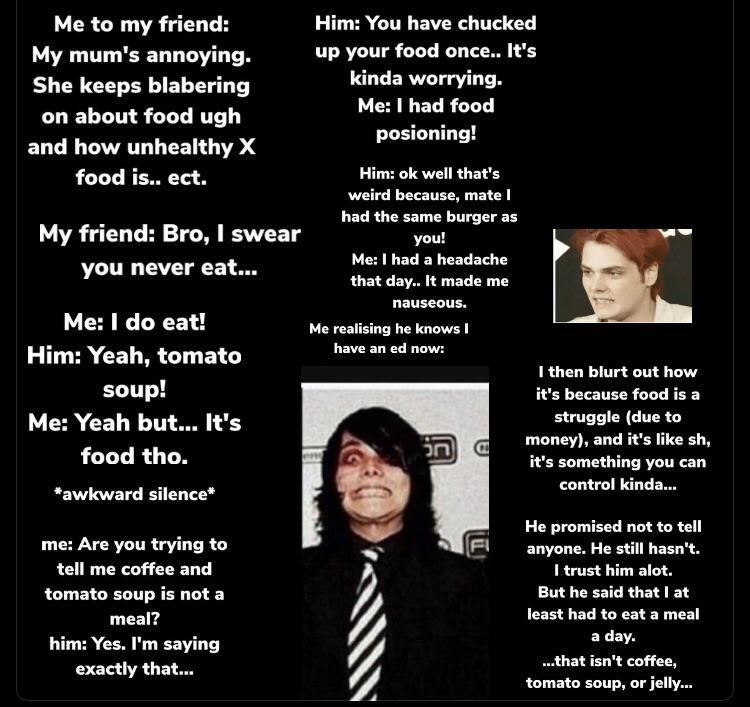 Me to my friend:
My mum's annoying.
She keeps blabering
on about food ugh
and how unhealthy X
food is.. ect.
My friend: Bro, I swear
you never eat...
Me: I do eat!
Him: Yeah, tomato
soup!
Me: Yeah but... It's
food tho.
*awkward silence*
me: Are you trying to
tell me coffee and
tomato soup is not a
meal?
him: Yes. I'm saying
exactly that...
Him: You have chucked
up your food once.. It's
kinda worrying.
Me: I had food
posioning!
Him: ok well that's
weird because, mate I
had the same burger as
you!
Me: I had a headache
that day.. It made me
nauseous.
Me realising he knows I
have an ed now:
I then blurt out how
it's because food is a
struggle (due to
money), and it's like sh,
it's something you can
control kinda...
He promised not to tell
anyone. He still hasn't.
I trust him alot.
But he said that I at
least had to eat a meal
a day.
...that isn't coffee,
tomato soup, or jelly...